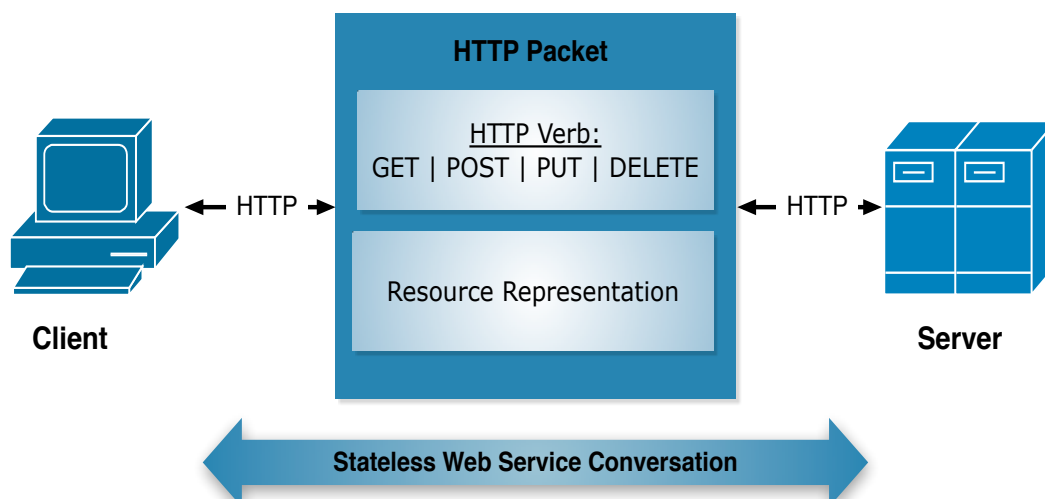 HTTP Packet
HTTP Verb:
GET | POST | PUT | DELETE
HTTP
HTTP
Resource Representation
Client
Server
Stateless Web Service Conversation